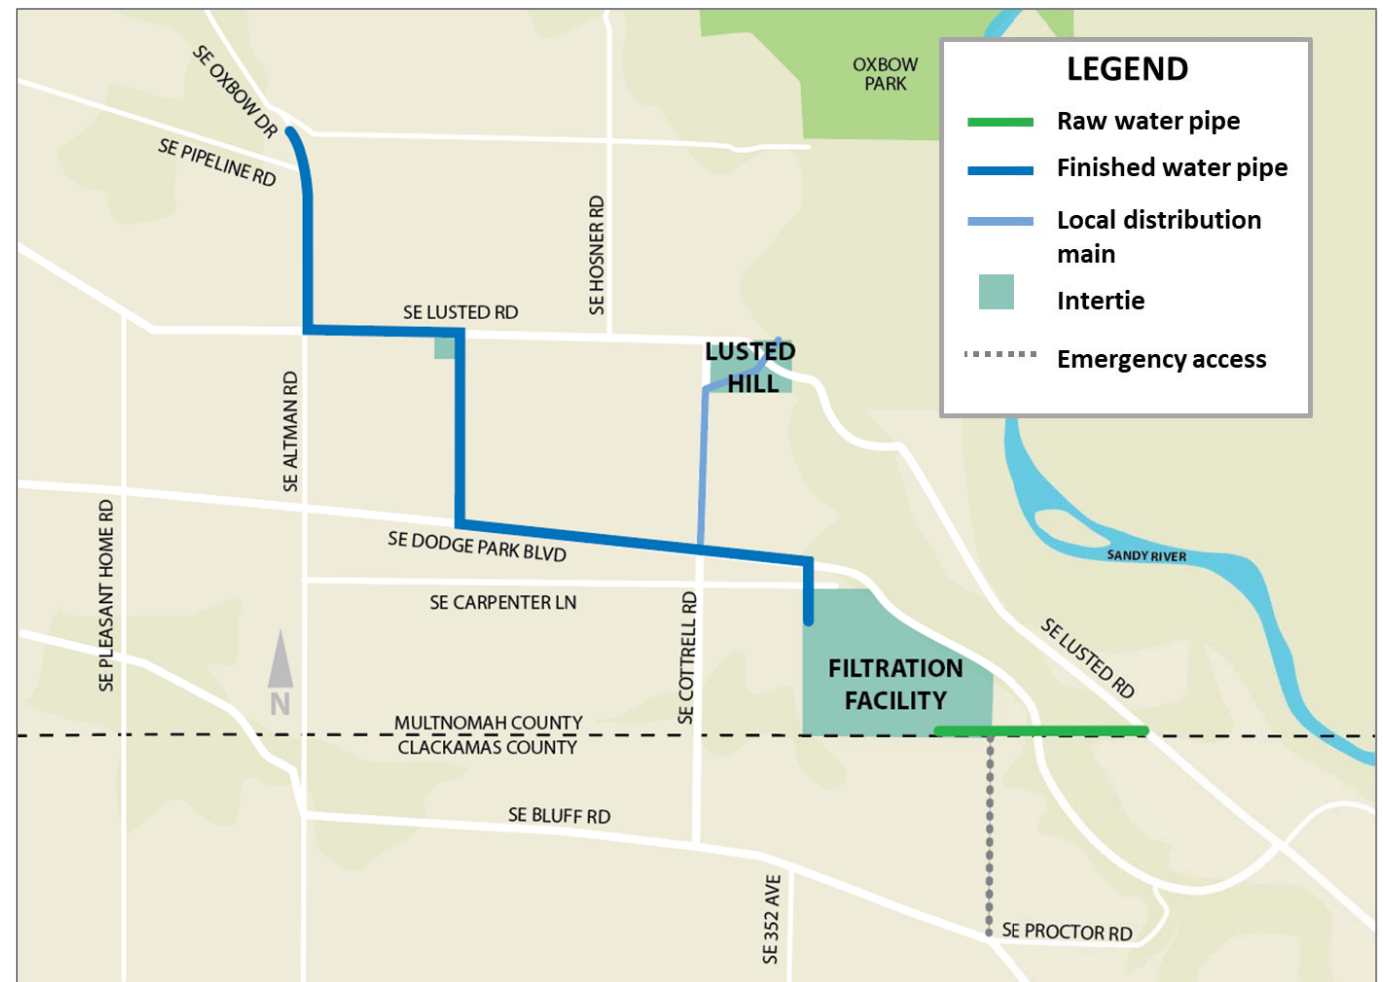 OXBOW
PARK
LEGEND
Raw water pipe
Finished water pipe
Local distribution
main
Intertie
Emergency access
SE OXBOW DR
SE PIPELINE RD
SE HOSNER RD
SE LUSTED RD
LUSTED
HILL
SE ALTMAN RD
SE PLEASANT HOME RD
SE DODGE PARK BLVD
SANDY RIVER
SE CARPENTER LN
SE COTTRELL RD
SE LUSTED RD
FILTRATION
FACILITY
N
MULTNOMAH COUNTY
CLACKAMAS COUNTY
SE BLUFF RD
SE 352 AVE
SE PROCTOR RD